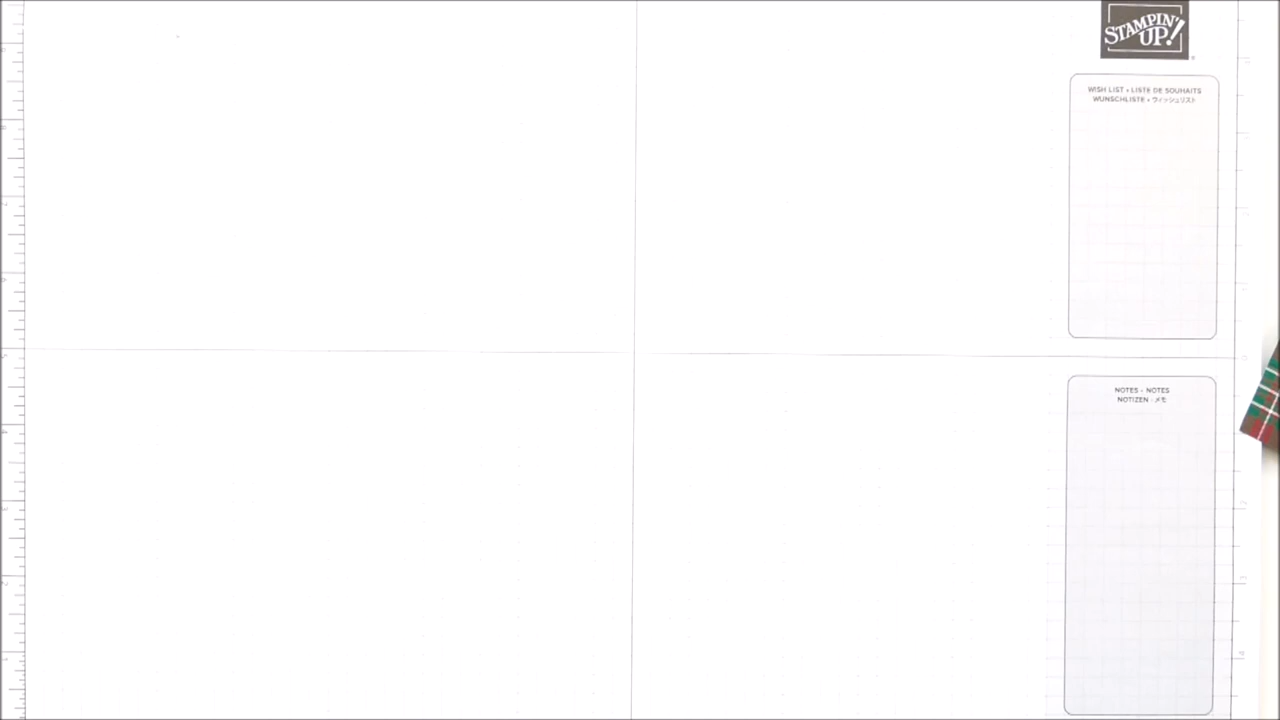 STAMPIN'
UP!
®
WISH LIST • LISTE DE SOUHAITS
WUNSCHLISTE • ウィッシュリスト
NOTES • NOTES
NOTIZEN • メモ